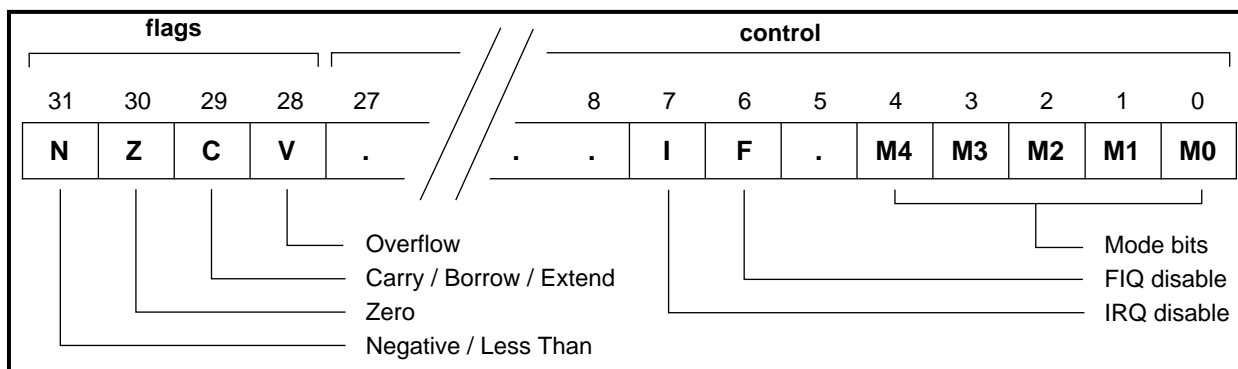 flags control
31 30 29 28 27 8 7 6 5 4 3 2 1 0
N Z C V . . . I F . M4 M3 M2 M1 M0
Overflow Mode bits
Carry / Borrow / Extend FIQ disable
Zero IRQ disable
Negative / Less Than